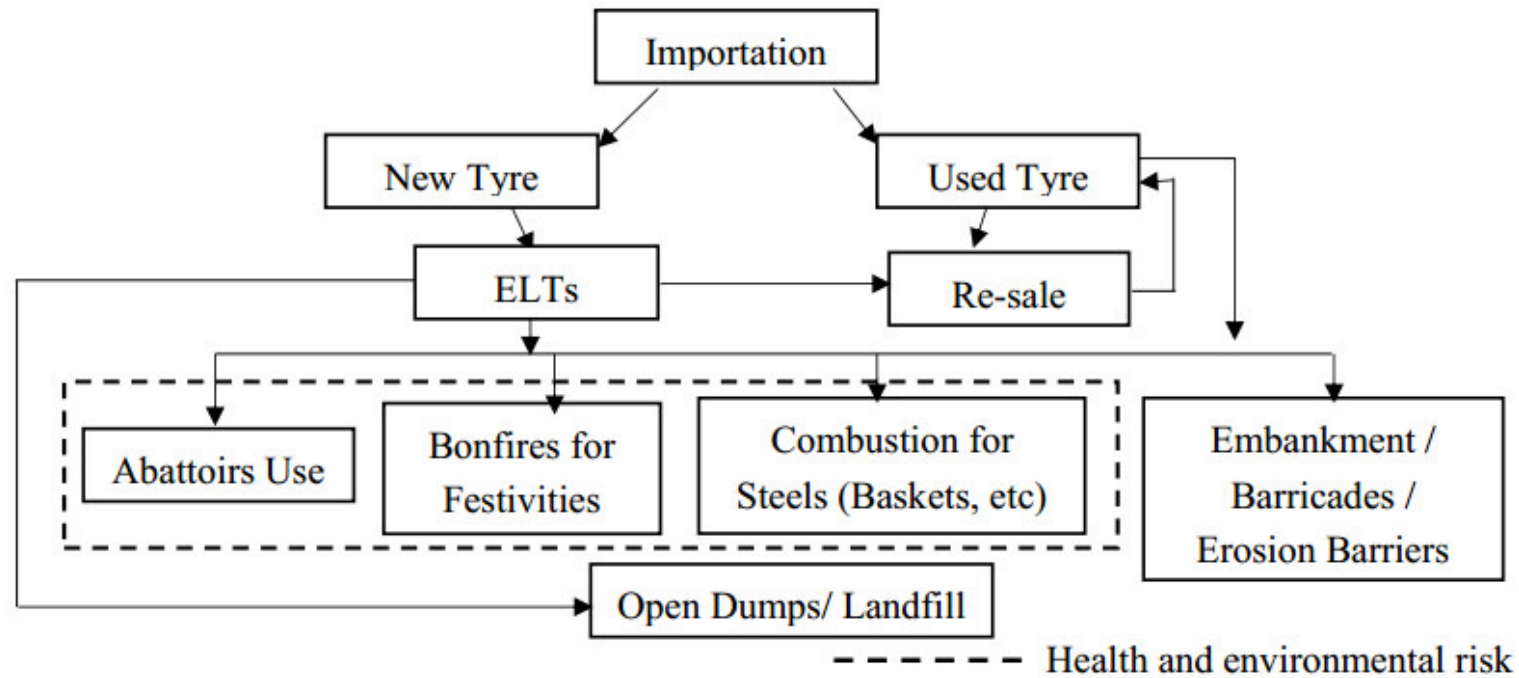 Importation
New Tyre
Used Tyre
ELTs
Re-sale
Abattoirs Use
Bonfires for
Festivities
Combustion for
Steels (Baskets, etc)
Embankment /
Barricades /
Erosion Barriers
Open Dumps/ Landfill
Health and environmental risk